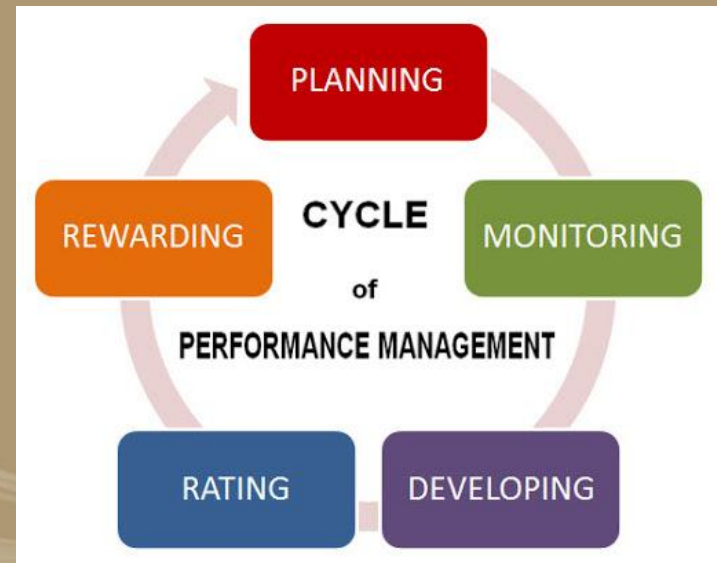 PLANNING
REWARDING
CYCLE
MONITORING
of
PERFORMANCE MANAGEMENT
RATING
DEVELOPING